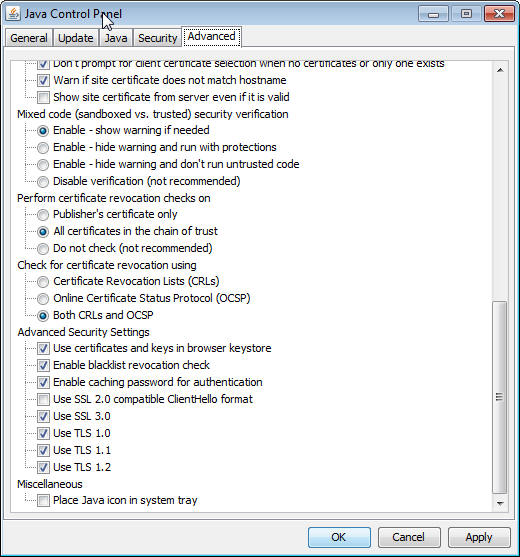 Java Control Panel
General Update Java Security Advanced
Don't prompt for client certificate selection when no certificates or only one exists
Warn if site certificate does not match hostname
Show site certificate from server even if it is valid
Mixed code (sandboxed vs. trusted) security verification
Enable - show warning if needed
Enable - hide warning and run with protections
Enable - hide warning and don't run untrusted code
Disable verification (not recommended)
Perform certificate revocation checks on
Publisher's certificate only
All certificates in the chain of trust
Do not check (not recommended)
Check for certificate revocation using
Certificate Revocation Lists (CRLs)
Online Certificate Status Protocol (OCSP)
Both CRLs and OCSP
Advanced Security Settings
Use certificates and keys in browser keystore
Enable blacklist revocation check
Enable caching password for authentication
Use SSL 2.0 compatible ClientHello format
Use SSL 3.0
Use TLS 1.0
Use TLS 1.1
Use TLS 1.2
Miscellaneous
Place Java icon in system tray
OK Cancel Apply